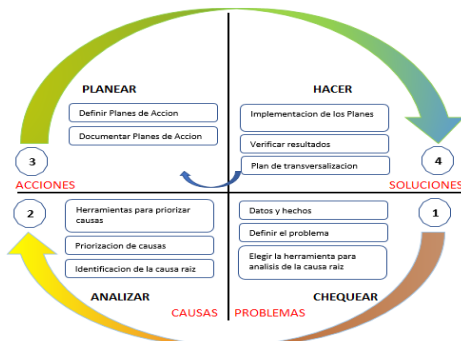 PLANEAR
Definir Planes de Accion
Documentar Planes de Accion
3
ACCIONES
HACER
Implementacion de los Planes
Verificar resultados
Plan de transversalizacion
4
SOLUCIONES
2
Herramientas para priorizar
causas
Priorizacion de causas
Identificacion de la causa raiz
ANALIZAR
CAUSAS
Datos y hechos
Definir el problema
Elegir la herramienta para
analisis de la causa raiz
1
CHEQUEAR
PROBLEMAS